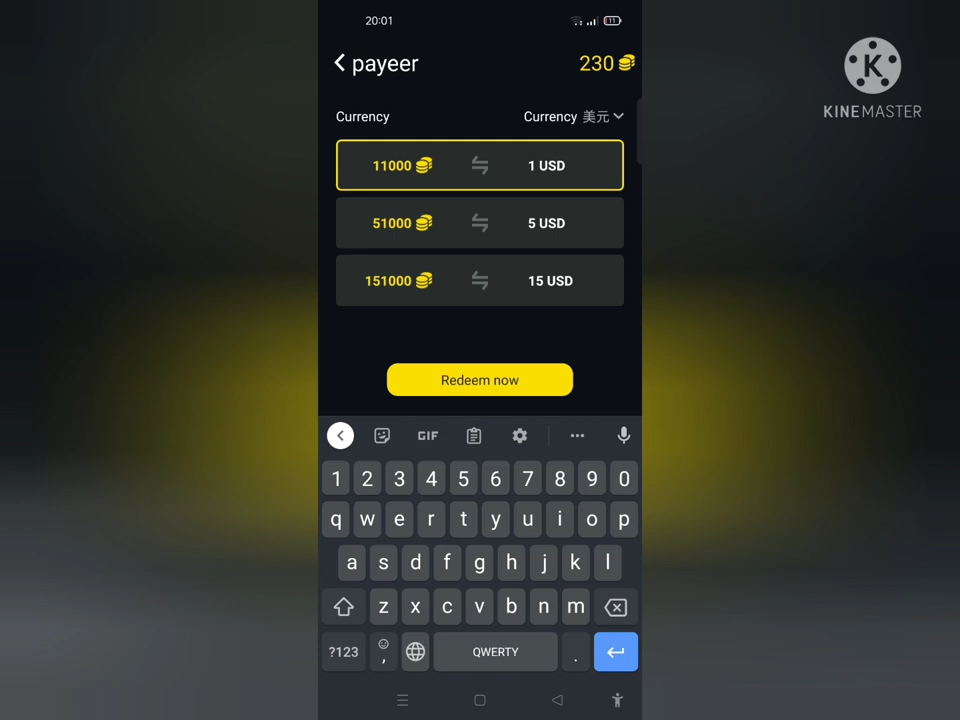 20:01
11
payeer
230
Currency
Currency 美元
11000 1 USD
51000 5 USD
151000 15 USD
Redeem now
GIF
1 2 3 4 5 6 7 8 9 0
q w e r t y u i o p
a s d f g h j k l
z x c v b n m
?123 , QWERTY .
K
KINEMASTER